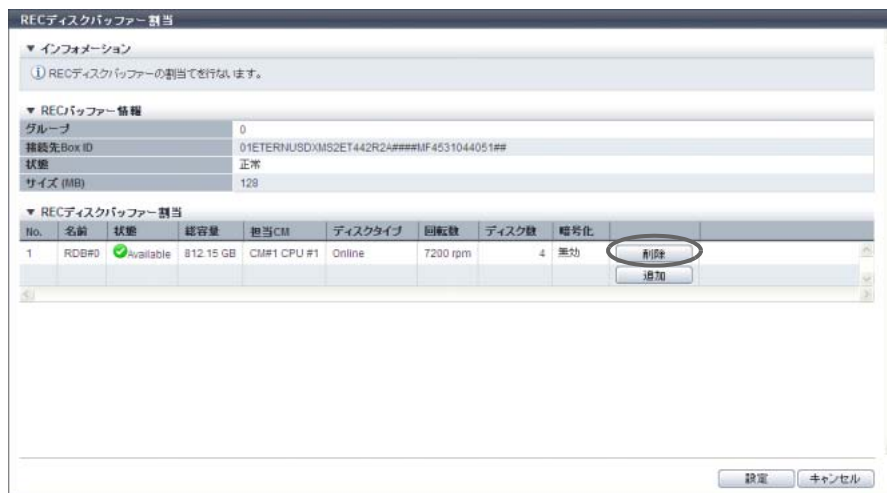 RECディスクバッファー割当
▼ インフォメーション
RECディスクバッファーの割当てを行ないます。
▼ RECバッファー情報
グループ 0
接続先Box ID 01ETERNUSDXMS2ET442R2A####MF4531044051##
状態 正常
サイズ (MB) 128
▼ RECディスクバッファー割当
No. 名前 状態 総容量 担当CM ディスクタイプ 回転数 ディスク数 暗号化
1 RDB#0 Available 812.15 GB CM#1 CPU #1 Online 7200 rpm 4 無効 削除
追加
設定 キャンセル